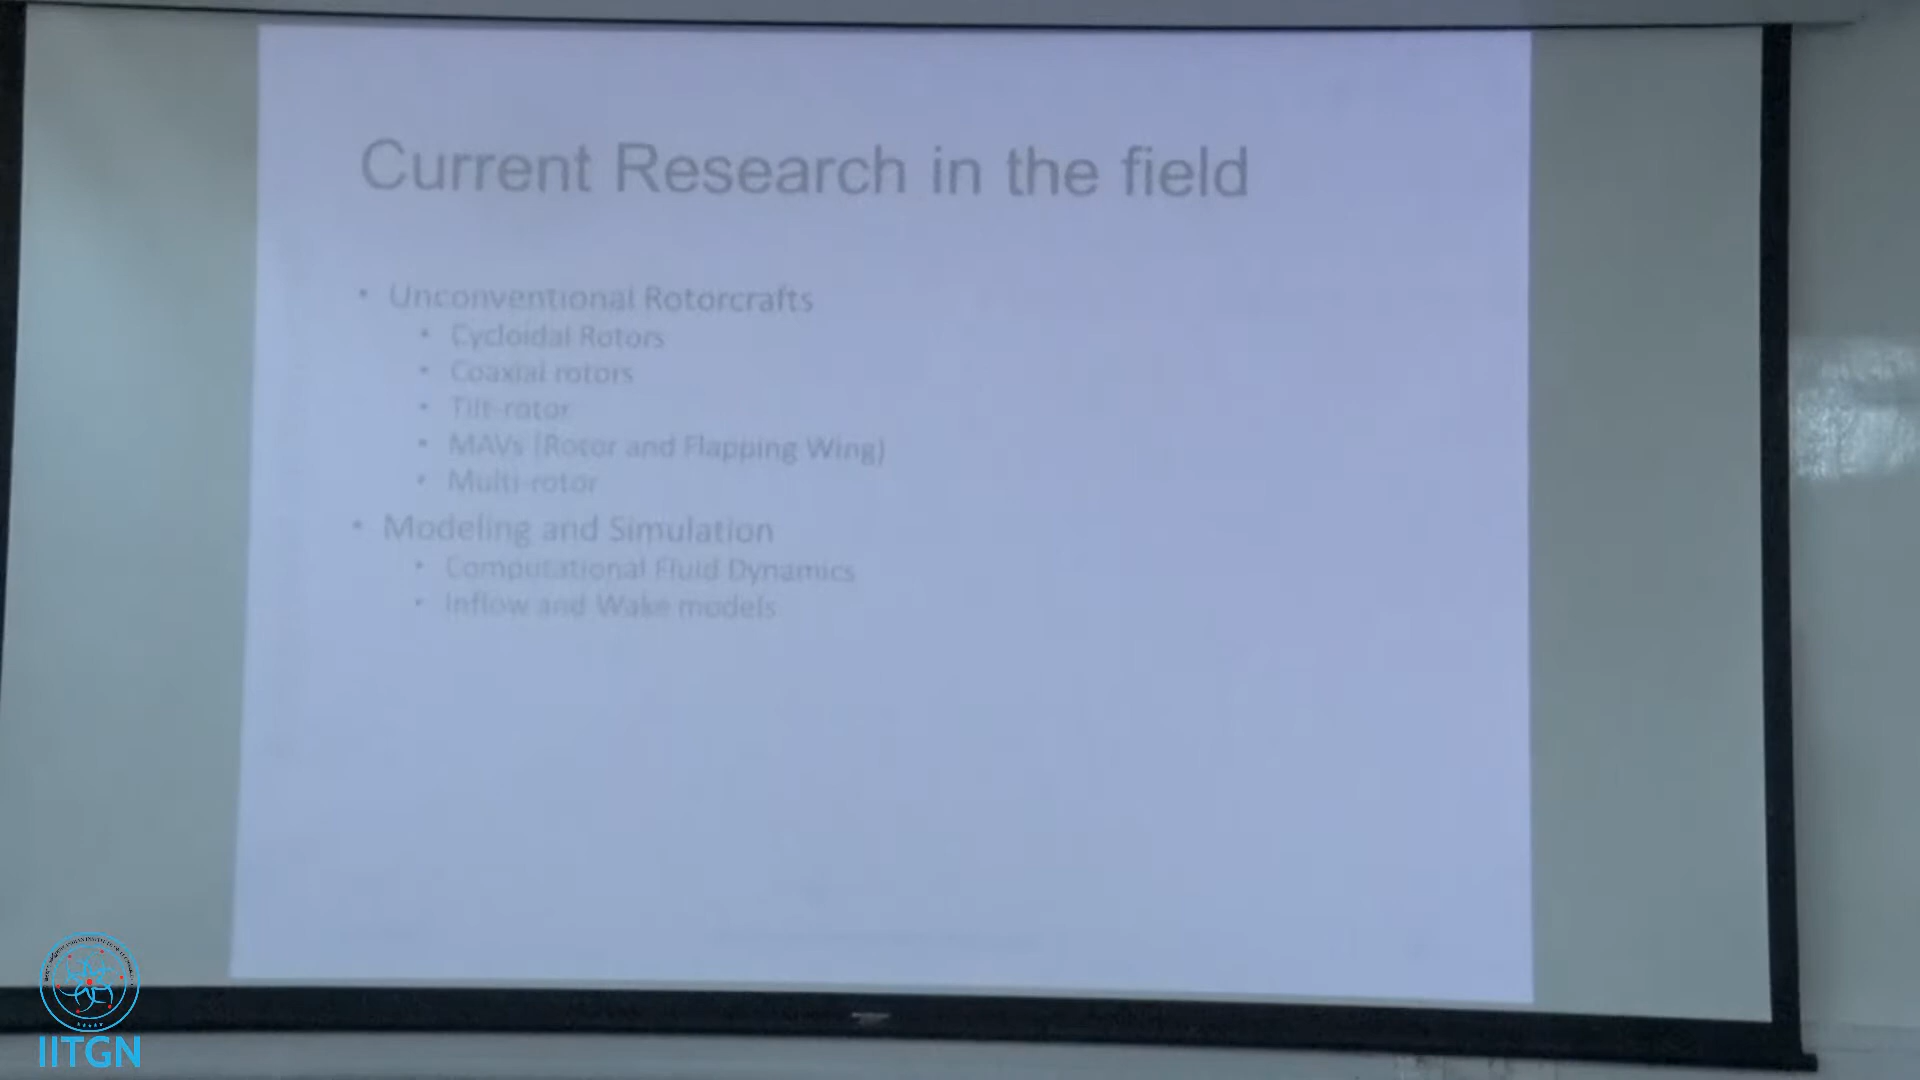 Current Research in the field
• Unconventional Rotorcrafts
• Cycloidal Rotors
• Coaxial rotors
• Tilt-rotor
• MAVs (Rotor and Flapping Wing)
• Multi-rotor
• Modeling and Simulation
• Computational Fluid Dynamics
• Inflow and Wake models
IITGN